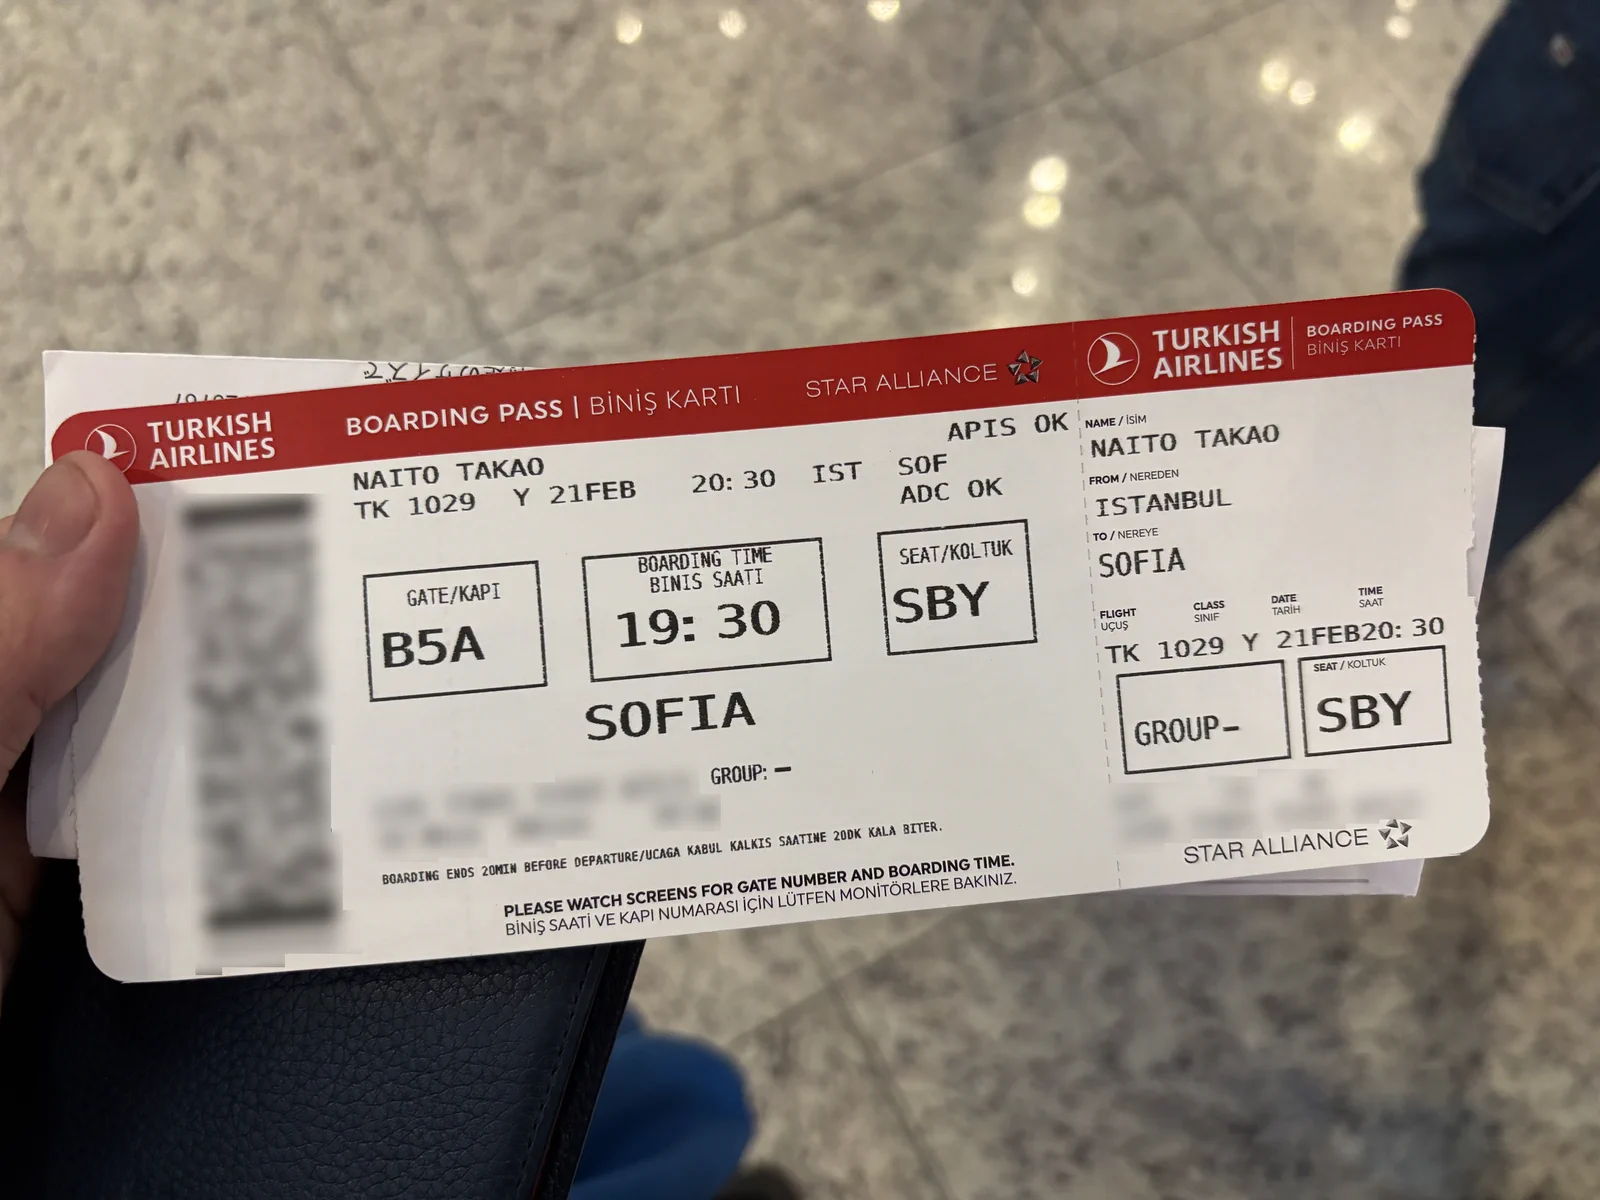 TURKISH
AIRLINES
BOARDING PASS | BİNİŞ KARTI
STAR ALLIANCE
APIS OK
NAITO TAKAO
TK 1029 Y 21FEB 20:30 IST SOF
ADC OK
GATE/KAPI
B5A
BOARDING TIME
BINIS SAATI
19:30
SEAT/KOLTUK
SBY
SOFIA
GROUP: –
BOARDING ENDS 20MIN BEFORE DEPARTURE/UCAGA KABUL KALKIS SAATINE 20DK KALA BITER.
PLEASE WATCH SCREENS FOR GATE NUMBER AND BOARDING TIME.
BİNİŞ SAATİ VE KAPI NUMARASI İÇİN LÜTFEN MONİTÖRLERE BAKINIZ.
TURKISH
AIRLINES
BOARDING PASS
BİNİŞ KARTI
NAME / İSİM
NAITO TAKAO
FROM / NEREDEN
ISTANBUL
TO / NEREYE
SOFIA
FLIGHT CLASS DATE TIME
UÇUŞ SINIF TARİH SAAT
TK 1029 Y 21FEB20:30
GROUP–
SEAT / KOLTUK
SBY
STAR ALLIANCE